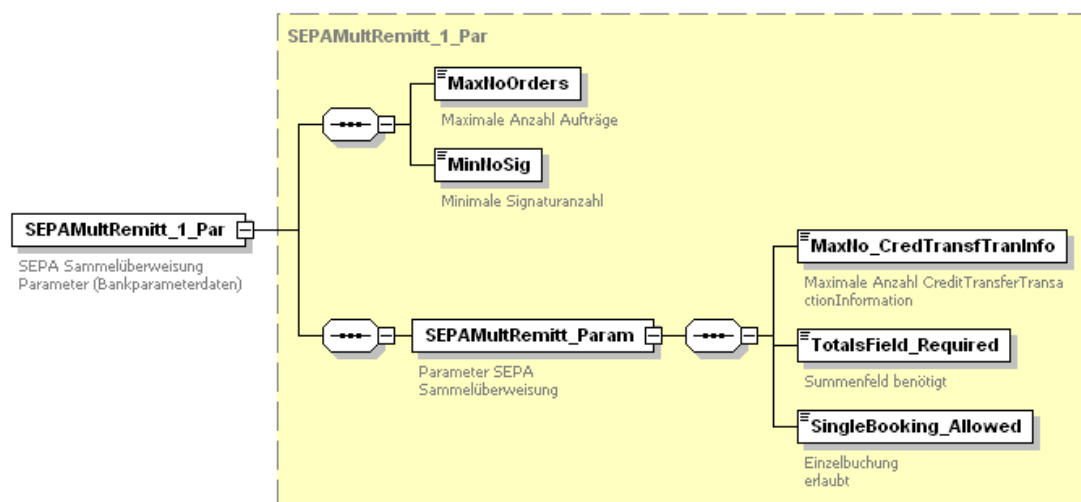 SEPAMultRemitt_1_Par
MaxNoOrders
Maximale Anzahl Aufträge
MinNoSig
Minimale Signaturanzahl
SEPAMultRemitt_1_Par
SEPA Sammelüberweisung
Parameter (Bankparameterdaten)
SEPAMultRemitt_Param
Parameter SEPA
Sammelüberweisung
MaxNo_CredTransfTranInfo
Maximale Anzahl CreditTransferTransa
ctionInformation
TotalsField_Required
Summenfeld benötigt
SingleBooking_Allowed
Einzelbuchung
erlaubt